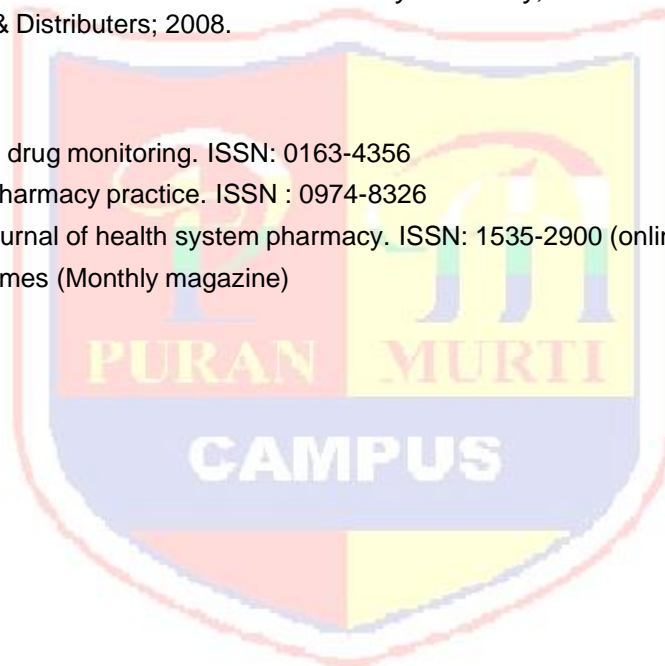 & Distributers; 2008.
drug monitoring. ISSN: 0163-4356
harmacy practice. ISSN : 0974-8326
urnal of health system pharmacy. ISSN: 1535-2900 (onlin
mes (Monthly magazine)
PURAN MURTI
CAMPUS